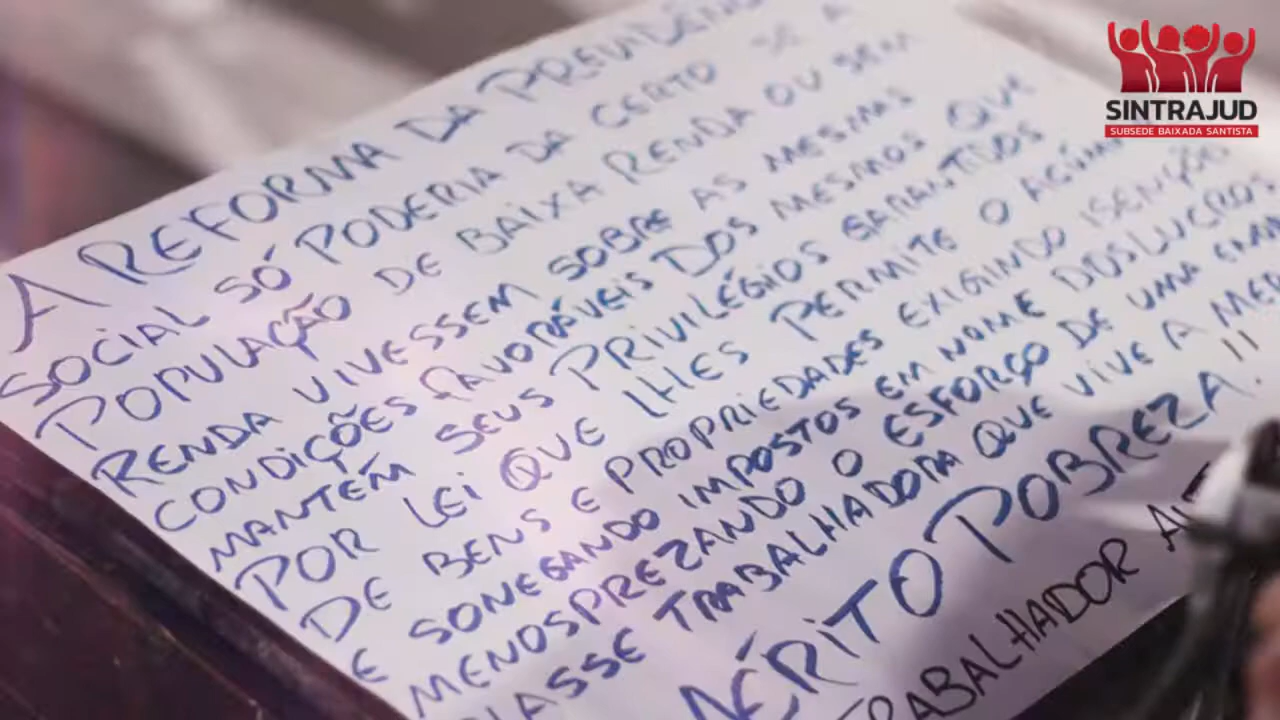 A REFORMA DA PREVIDÊN
SOCIAL SÓ PODERIA DA CERTO SE A
POPULAÇÃO DE BAIXA RENDA OU SEM
RENDA VIVESSEM SOBRE AS MESMAS
CONDIÇÕES FAVORÁVEIS DOS MESMOS QUE
MANTÉM SEUS PRIVILÉGIOS GARANTIDOS
POR LEI QUE LHES PERMITE O
DE BENS E PROPRIEDADES EXIGINDO ISENÇÃO
E SONEGANDO IMPOSTOS EM NOME DOS LUCROS
MENOSPREZANDO O ESFORÇO DE UMA
CLASSE TRABALHADORA QUE VIVE A
MÉRITO POBREZA!!
TRABALHADOR
SINTRAJUD
SUBSEDE BAIXADA SANTISTA